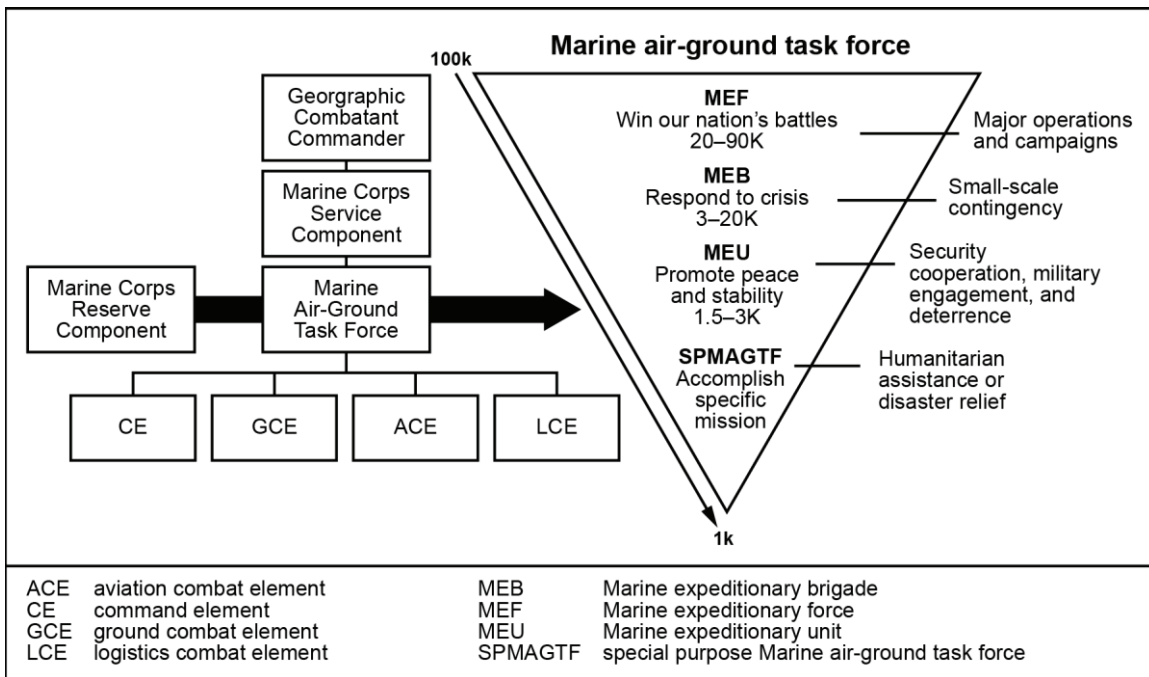 Marine air-ground task force
100k
Georgraphic
Combatant
Commander
Marine Corps
Service
Component
Marine Corps
Reserve
Component
Marine
Air-Ground
Task Force
CE
GCE
ACE
LCE
MEF
Win our nation's battles
20–90K
Major operations
and campaigns
MEB
Respond to crisis
3–20K
Small-scale
contingency
MEU
Promote peace
and stability
1.5–3K
Security
cooperation, military
engagement, and
deterrence
SPMAGTF
Accomplish
specific
mission
Humanitarian
assistance or
disaster relief
1k
ACE aviation combat element
CE command element
GCE ground combat element
LCE logistics combat element
MEB Marine expeditionary brigade
MEF Marine expeditionary force
MEU Marine expeditionary unit
SPMAGTF special purpose Marine air-ground task force